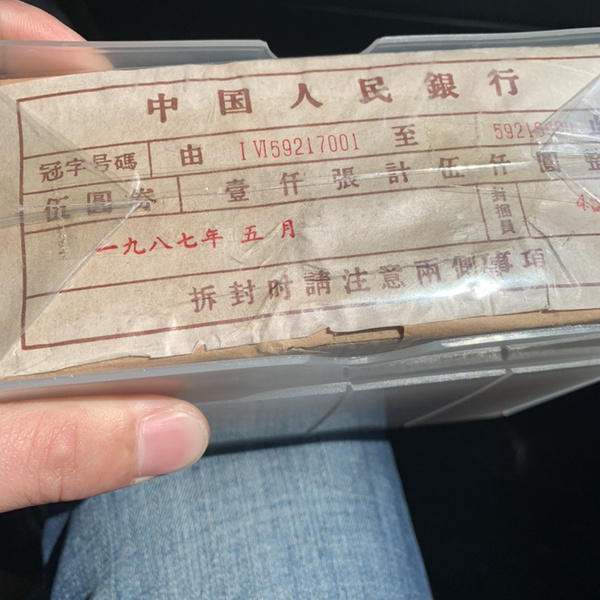 中国人民銀行
冠字号碼 由 IⅥ59217001 至
伍圓券 壹仟張計伍仟圓整
一九八七年 五月 封捆員
拆封时請注意兩側事項